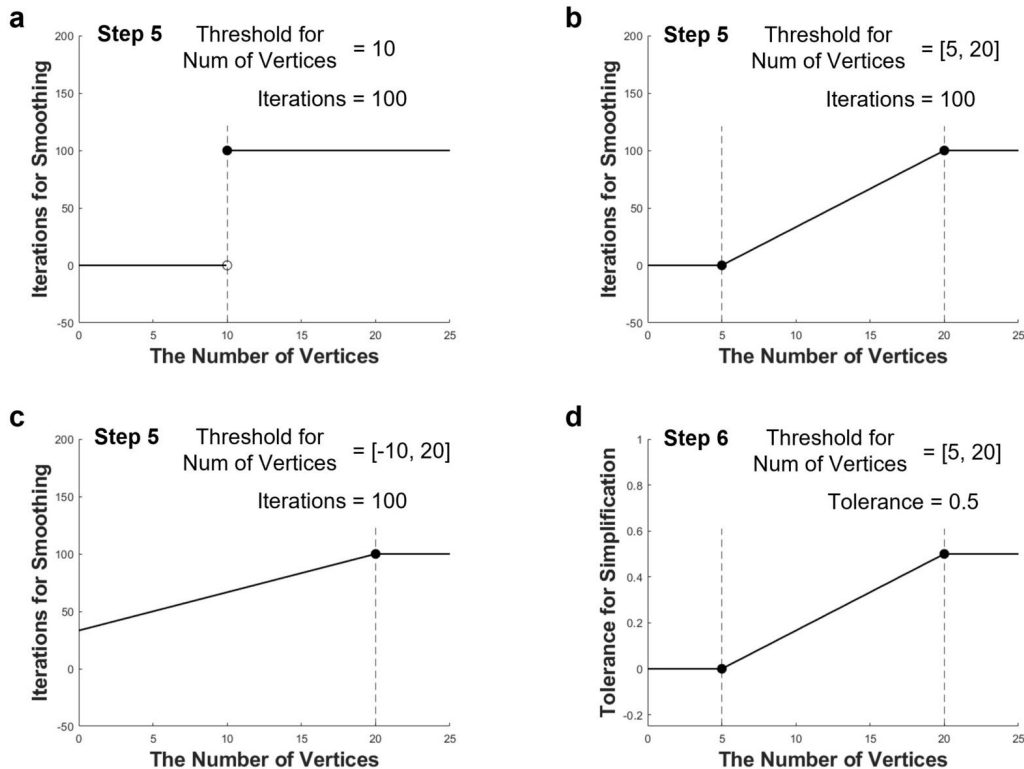 a
Step 5
Threshold for
Num of Vertices = 10
Iterations = 100
200
150
100
50
0
-50
Iterations for Smoothing
0 5 10 15 20 25
The Number of Vertices
b
Step 5
Threshold for
Num of Vertices = [5, 20]
Iterations = 100
200
150
100
50
0
-50
Iterations for Smoothing
0 5 10 15 20 25
The Number of Vertices
c
Step 5
Threshold for
Num of Vertices = [-10, 20]
Iterations = 100
200
150
100
50
0
-50
Iterations for Smoothing
0 5 10 15 20 25
The Number of Vertices
d
Step 6
Threshold for
Num of Vertices = [5, 20]
Tolerance = 0.5
1
0.8
0.6
0.4
0.2
0
-0.2
Tolerance for Simplification
0 5 10 15 20 25
The Number of Vertices